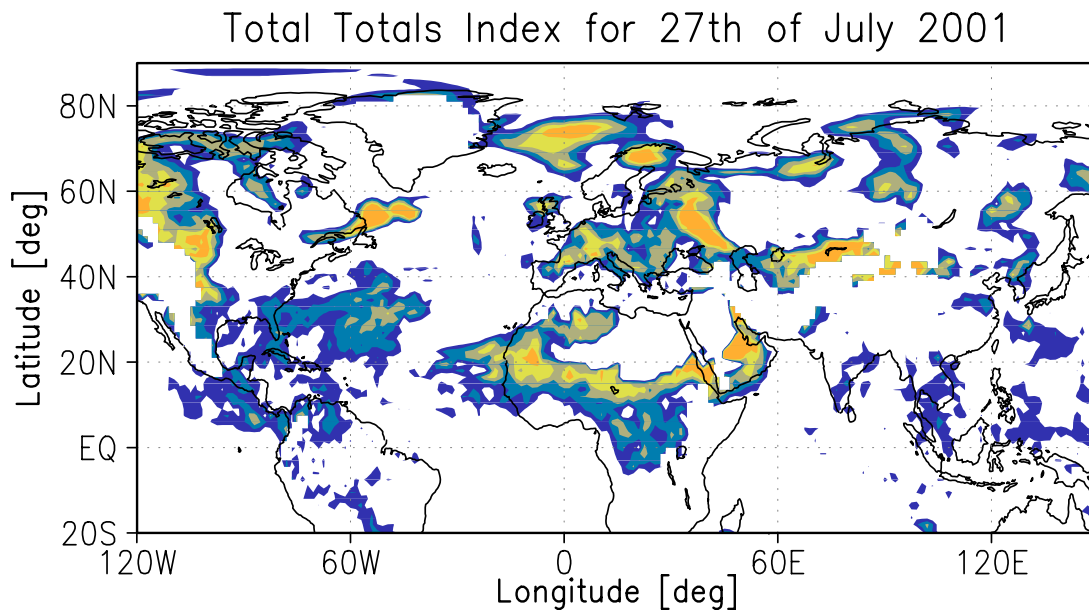 Total Totals Index for 27th of July 2001
80N
60N
40N
20N
EQ
20S
Latitude [deg]
120W 60W 0 60E 120E
Longitude [deg]